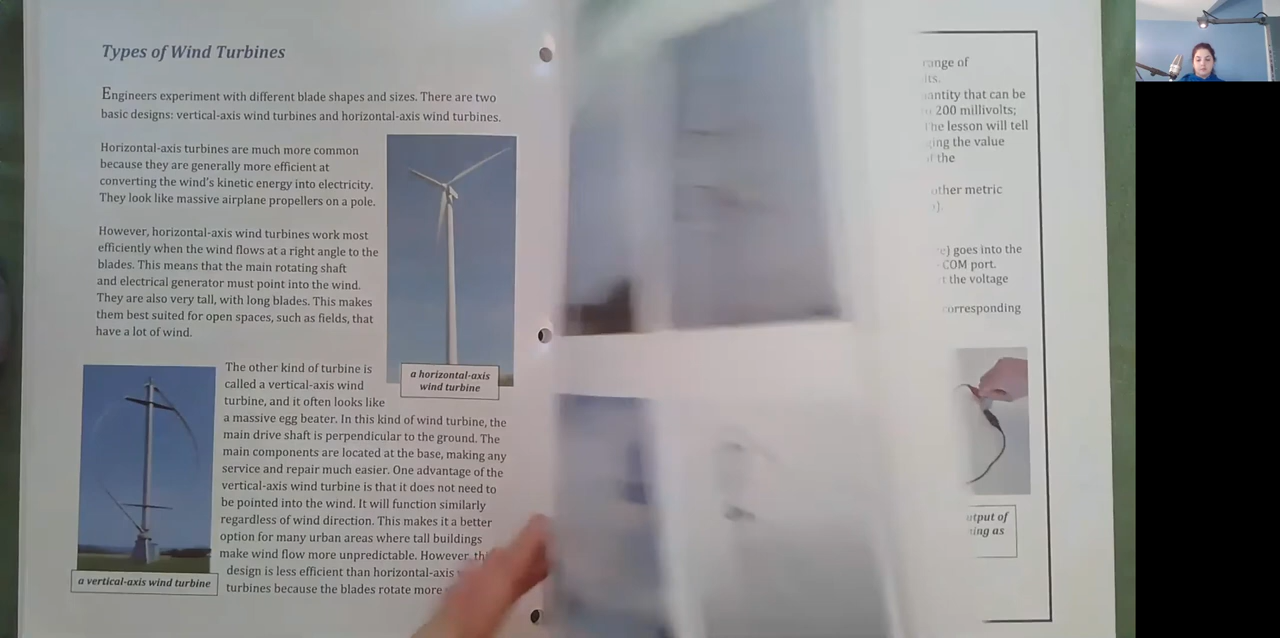 Types of Wind Turbines
Engineers experiment with different blade shapes and sizes. There are two
basic designs: vertical-axis wind turbines and horizontal-axis wind turbines.
Horizontal-axis turbines are much more common
because they are generally more efficient at
converting the wind's kinetic energy into electricity.
They look like massive airplane propellers on a pole.
However, horizontal-axis wind turbines work most
efficiently when the wind flows at a right angle to the
blades. This means that the main rotating shaft
and electrical generator must point into the wind.
They are also very tall, with long blades. This makes
them best suited for open spaces, such as fields, that
have a lot of wind.
a horizontal-axis
wind turbine
The other kind of turbine is
called a vertical-axis wind
turbine, and it often looks like
a massive egg beater. In this kind of wind turbine, the
main drive shaft is perpendicular to the ground. The
main components are located at the base, making any
service and repair much easier. One advantage of the
vertical-axis wind turbine is that it does not need to
be pointed into the wind. It will function similarly
regardless of wind direction. This makes it a better
option for many urban areas where tall buildings
make wind flow more unpredictable. However,
design is less efficient than horizontal-axis
turbines because the blades rotate more
a vertical-axis wind turbine
range of
antity that can be
200 millivolts;
The lesson will tell
ging the value
of the
other metric
goes into the
COM port.
the voltage
corresponding
utput of
ing as